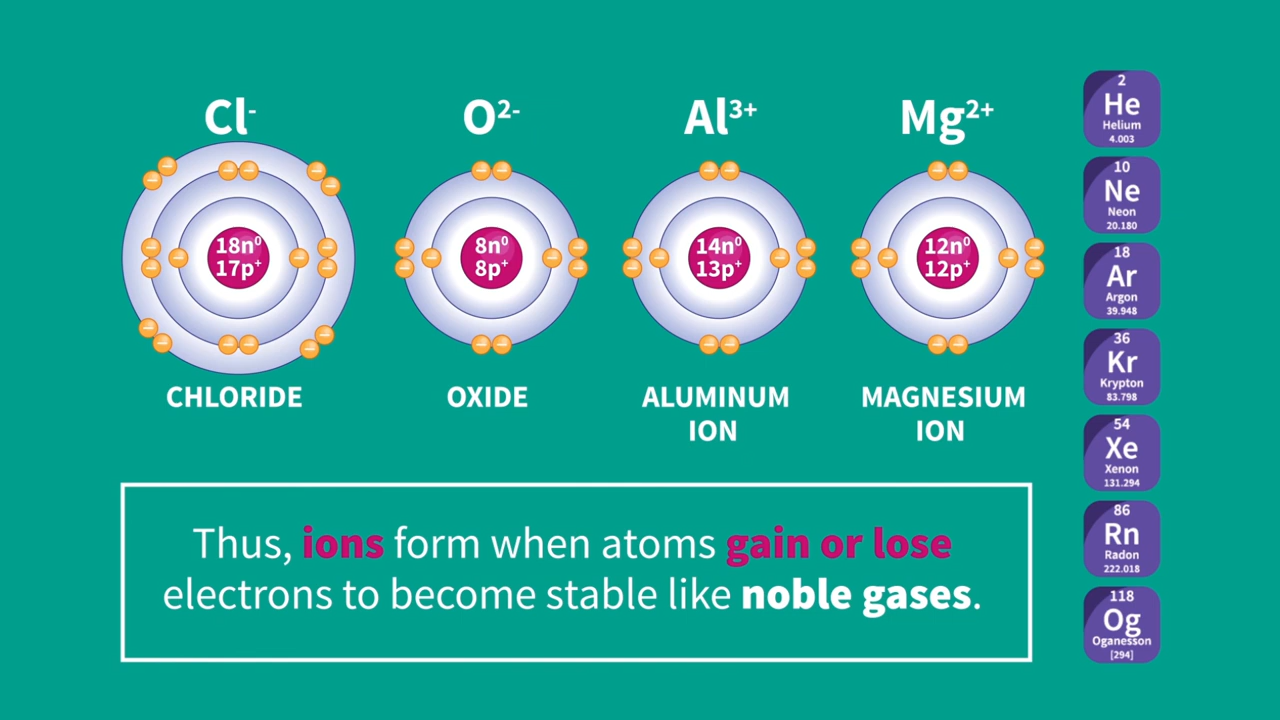 Cl⁻
O²⁻
Al³⁺
Mg²⁺
18n⁰
17p⁺
8n⁰
8p⁺
14n⁰
13p⁺
12n⁰
12p⁺
CHLORIDE
OXIDE
ALUMINUM
ION
MAGNESIUM
ION
Thus, ions form when atoms gain or lose
electrons to become stable like noble gases.
2
He
Helium
4.003
10
Ne
Neon
20.180
18
Ar
Argon
39.948
36
Kr
Krypton
83.798
54
Xe
Xenon
131.294
86
Rn
Radon
222.018
118
Og
Oganesson
[294]